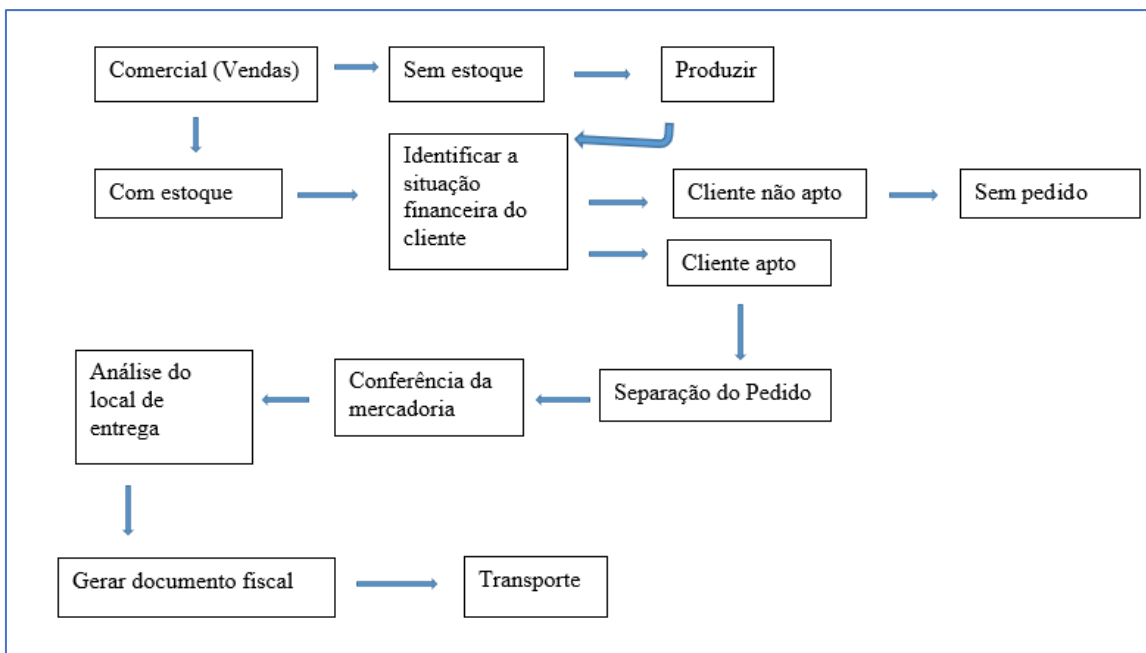 Comercial (Vendas)
Sem estoque
Produzir
Com estoque
Identificar a
situação
financeira do
cliente
Cliente não apto
Sem pedido
Cliente apto
Separação do Pedido
Conferência da
mercadoria
Análise do
local de
entrega
Gerar documento fiscal
Transporte